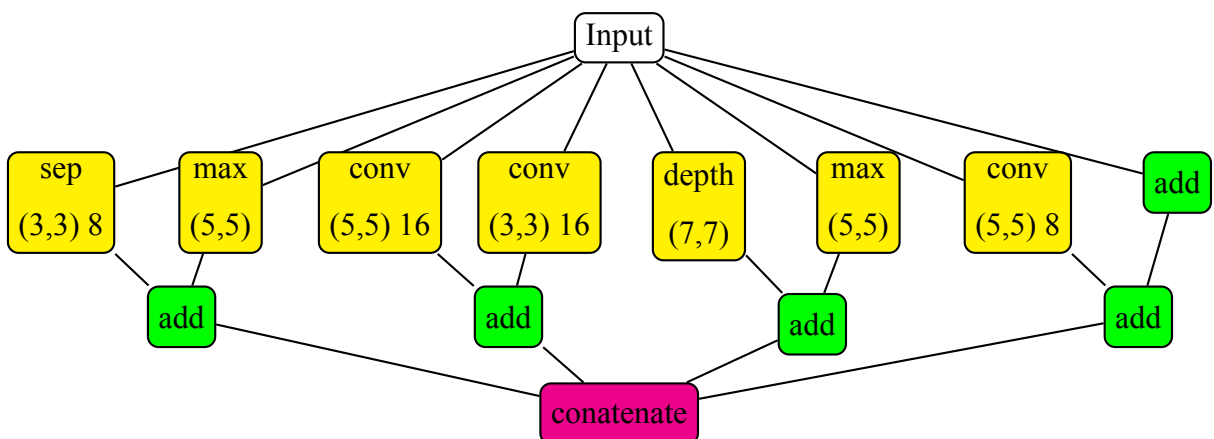 Input
sep
(3,3) 8
max
(5,5)
conv
(5,5) 16
conv
(3,3) 16
depth
(7,7)
max
(5,5)
conv
(5,5) 8
add
add
add
add
add
conatenate